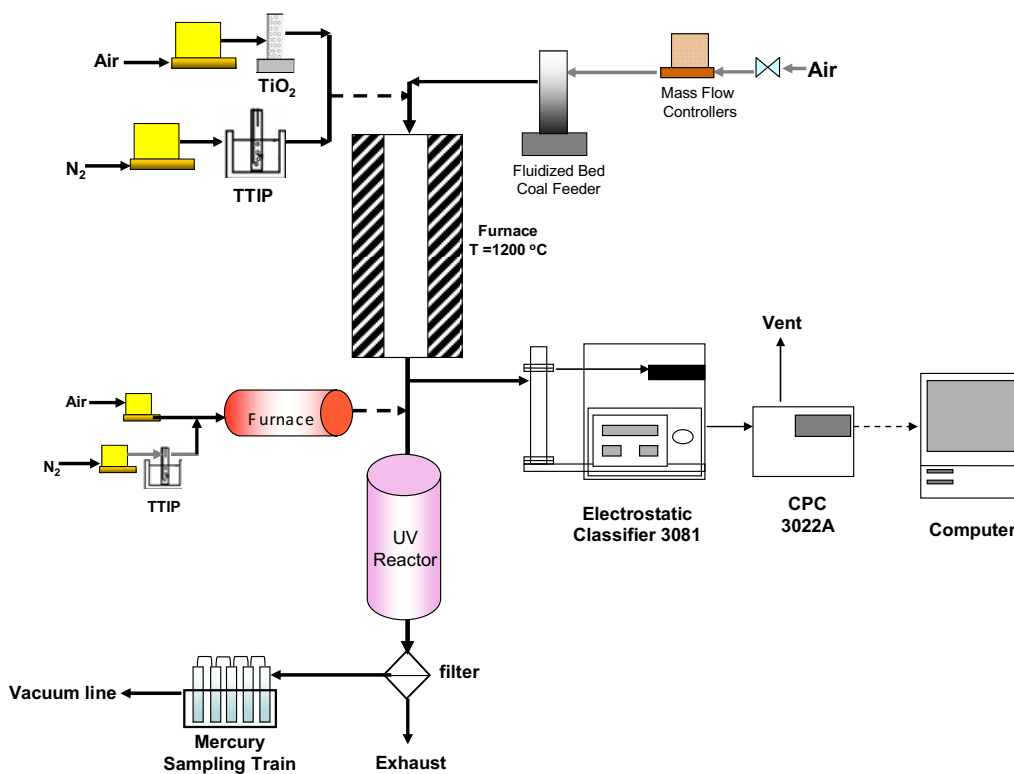 Air
TiO2
N2
TTIP
Air
Mass Flow
Controllers
Fluidized Bed
Coal Feeder
Furnace
T =1200 °C
Vent
Air
Furnace
N2
TTIP
Electrostatic
Classifier 3081
CPC
3022A
Computer
UV
Reactor
filter
Vacuum line
Mercury
Sampling Train
Exhaust